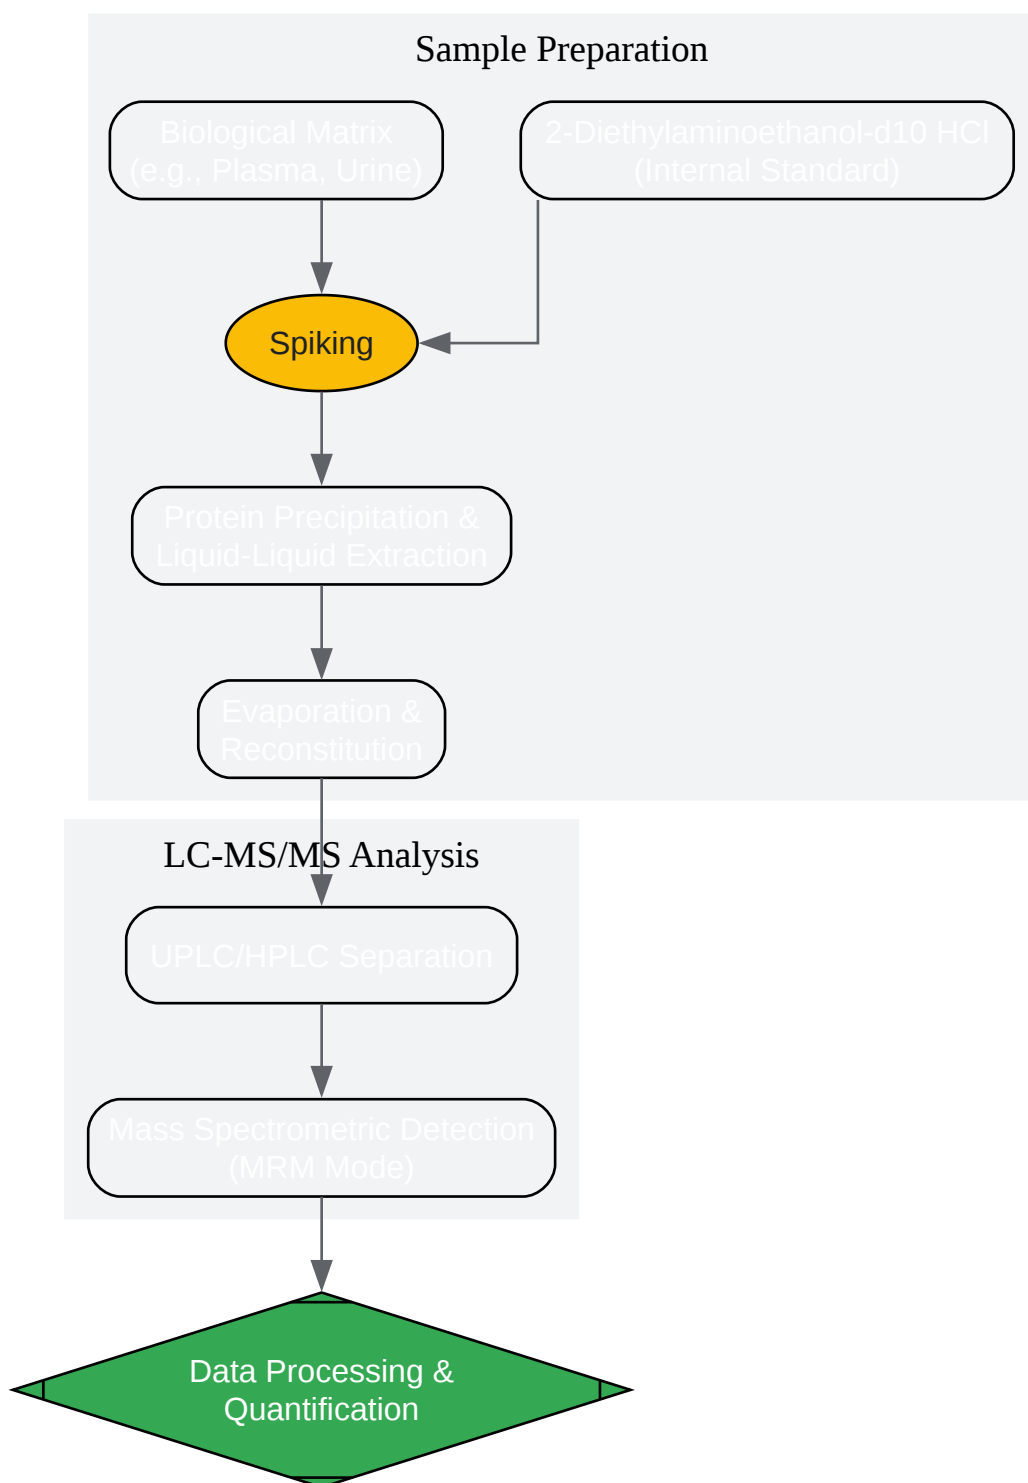 Sample Preparation
Biological Matrix
(e.g., Plasma, Urine)
2-Diethylaminoethanol-d10 HCl
(Internal Standard)
Spiking
Protein Precipitation &
Liquid-Liquid Extraction
Evaporation &
Reconstitution
LC-MS/MS Analysis
UPLC/HPLC Separation
Mass Spectrometric Detection
(MRM Mode)
Data Processing &
Quantification